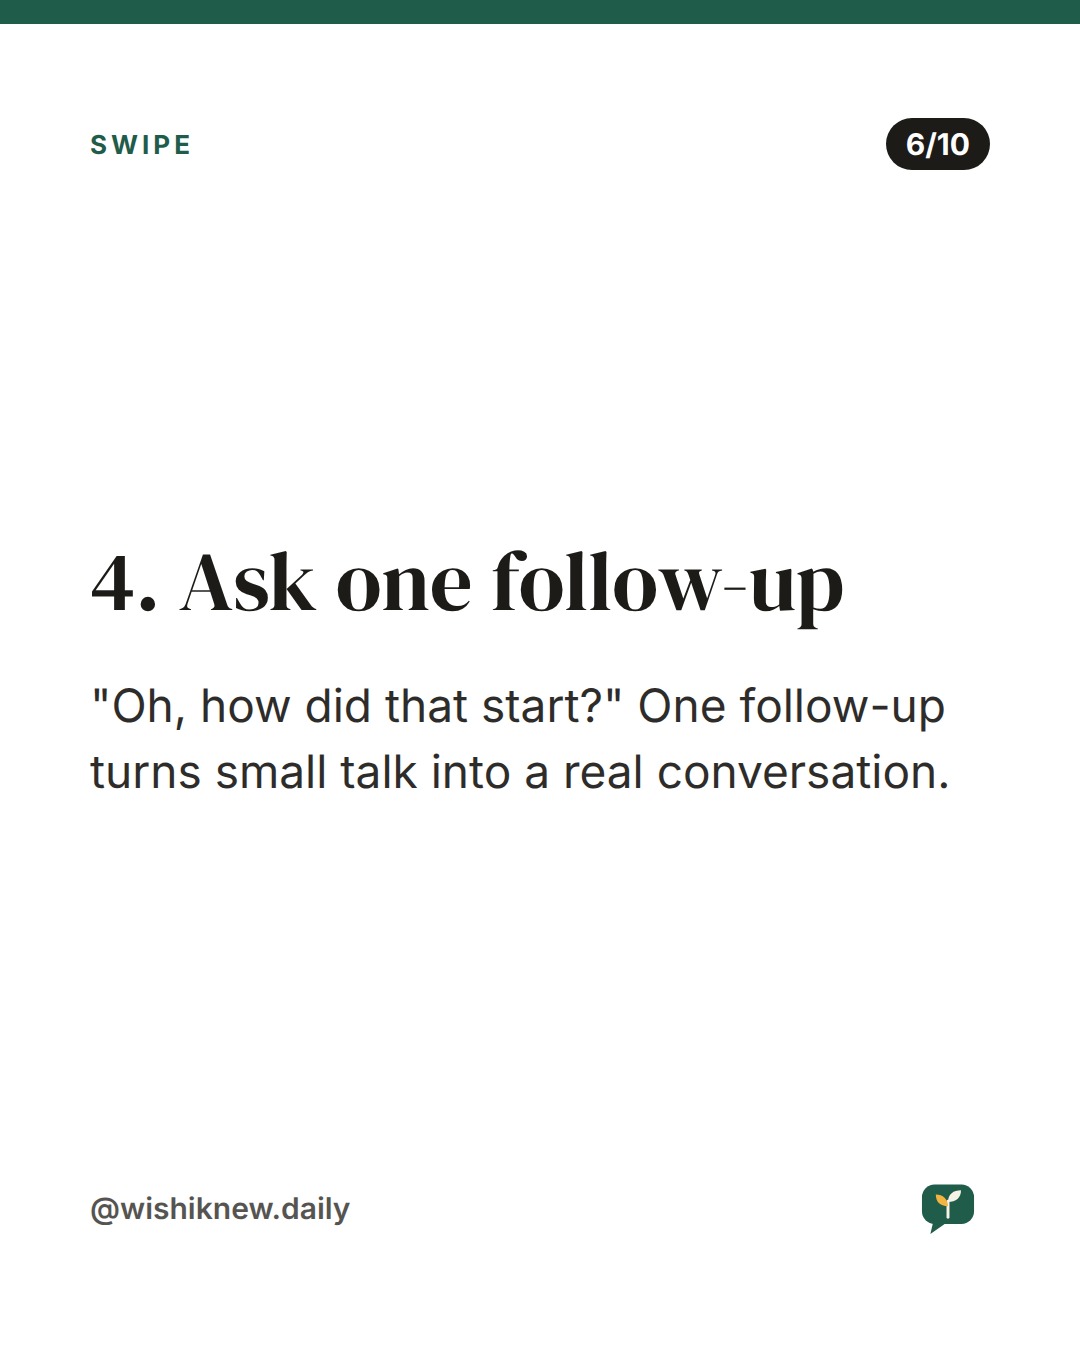 SWIPE
6/10
4. Ask one follow-up
"Oh, how did that start?" One follow-up
turns small talk into a real conversation.
@wishiknew.daily